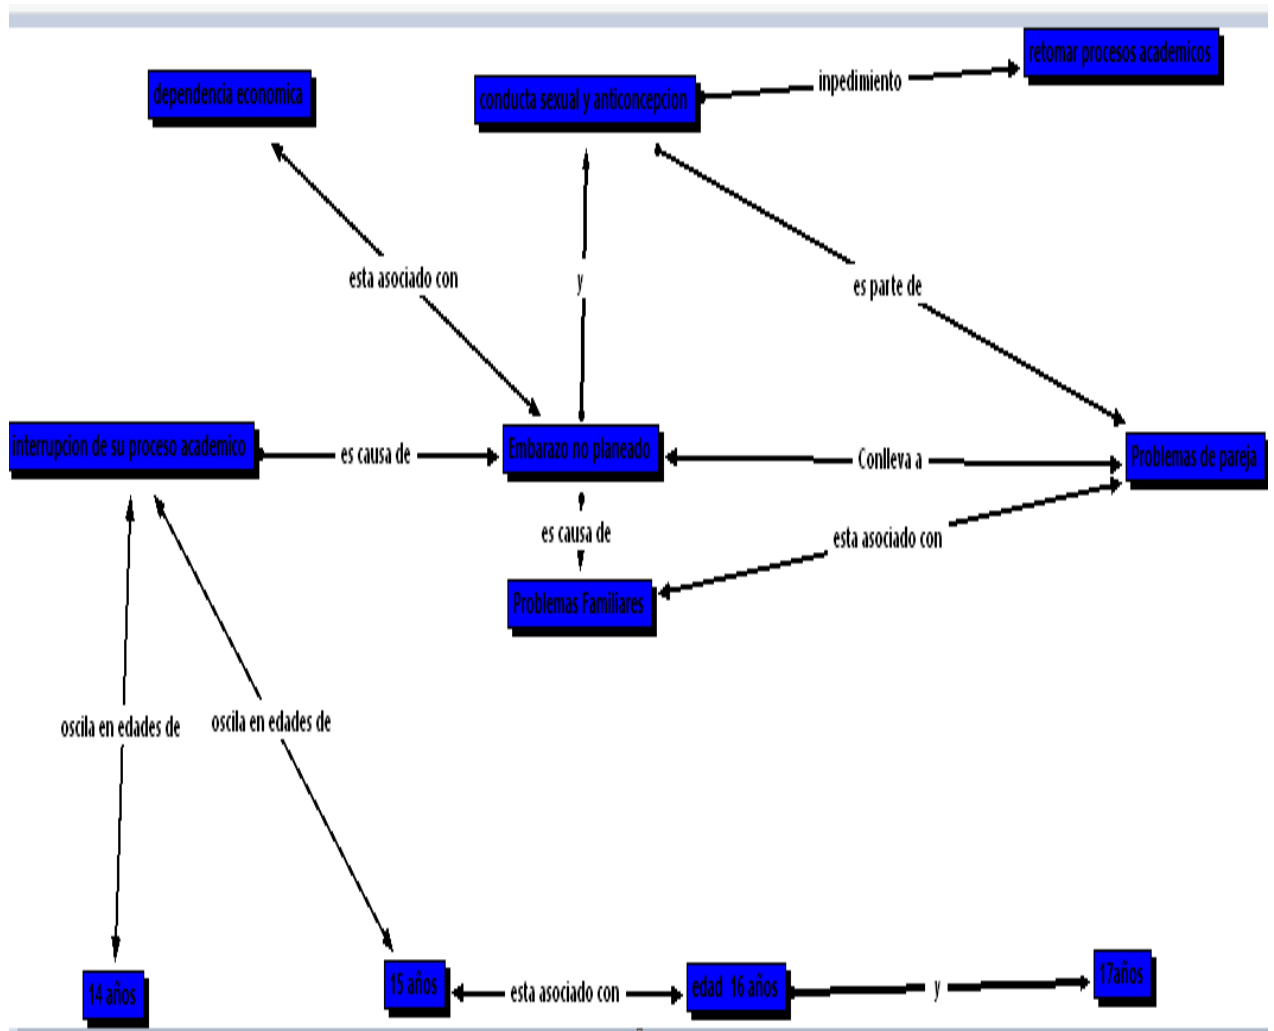 retomar procesos academicos
dependencia economica
conducta sexual y anticoncepcion
inpedimiento
esta asociado con
y
es parte de
interrupcion de su proceso academico
es causa de
Embarazo no planeado
Conlleva a
Problemas de pareja
es causa de
esta asociado con
Problemas Familiares
oscila en edades de
oscila en edades de
14 años
15 años
esta asociado con
edad 16 años
y
17años